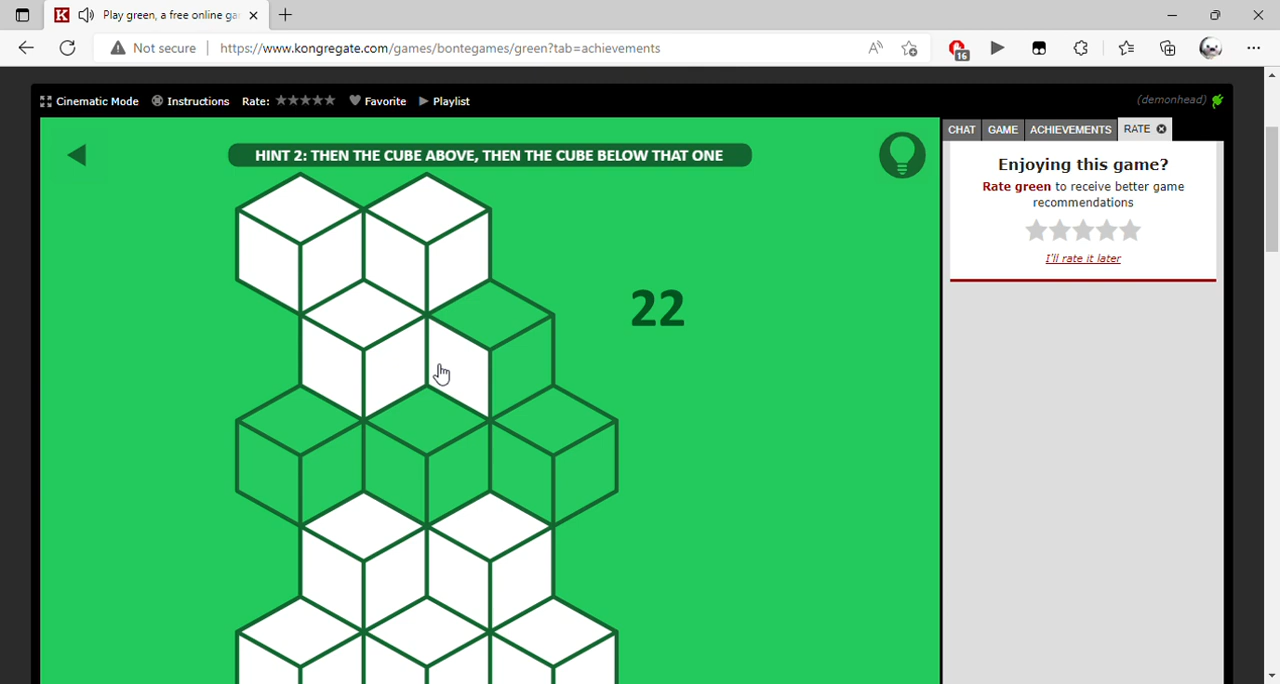 Play green, a free online ga
Not secure
https://www.kongregate.com/games/bontegames/green?tab=achievements
16
Cinematic Mode
Instructions
Rate:
Favorite
Playlist
(demonhead)
HINT 2: THEN THE CUBE ABOVE, THEN THE CUBE BELOW THAT ONE
CHAT
GAME
ACHIEVEMENTS
RATE
Enjoying this game?
Rate green to receive better game
recommendations
I'll rate it later
22